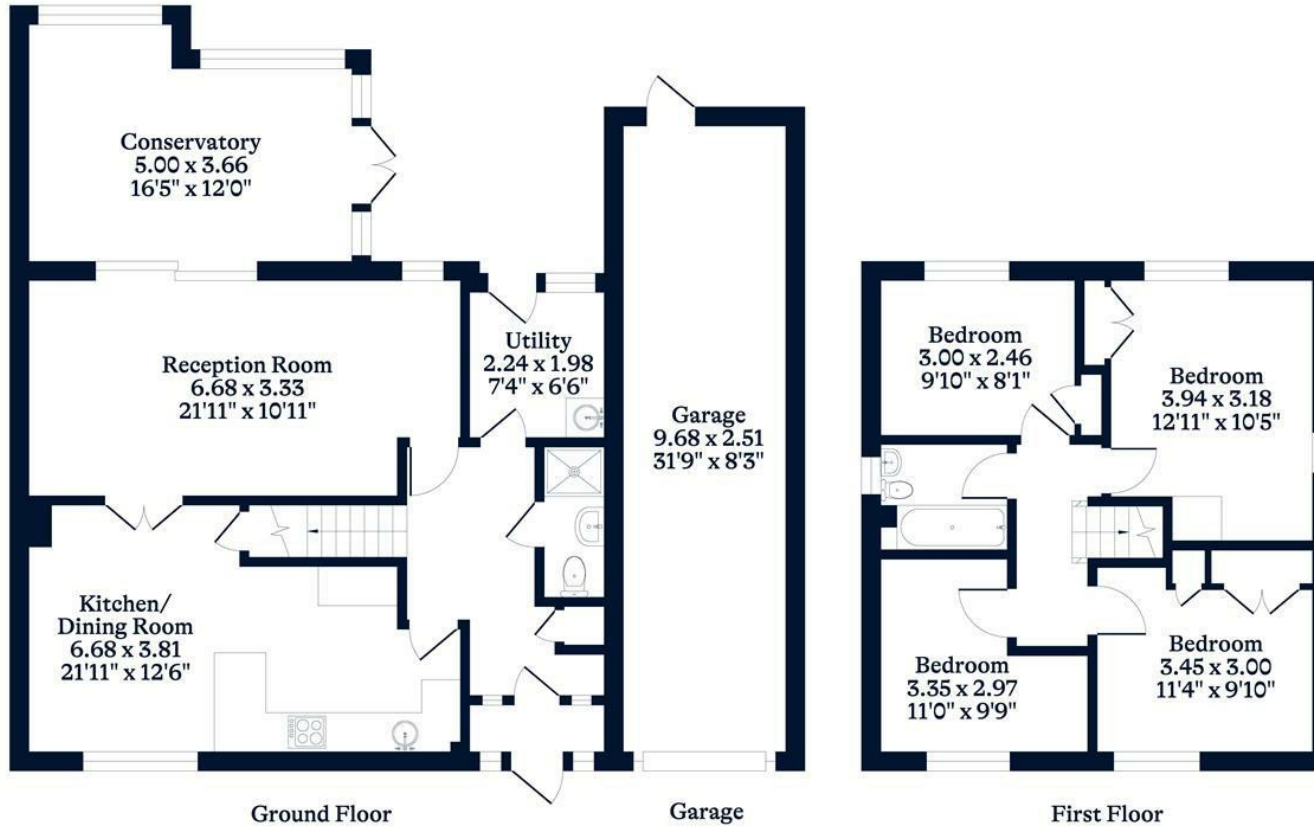 Conservatory
5.00 x 3.66
16'5" x 12'0"
Reception Room
6.68 x 3.33
21'11" x 10'11"
Utility
2.24 x 1.98
7'4" x 6'6"
Garage
9.68 x 2.51
31'9" x 8'3"
Kitchen/
Dining Room
6.68 x 3.81
21'11" x 12'6"
Bedroom
3.00 x 2.46
9'10" x 8'1"
Bedroom
3.94 x 3.18
12'11" x 10'5"
Bedroom
3.35 x 2.97
11'0" x 9'9"
Bedroom
3.45 x 3.00
11'4" x 9'10"
Ground Floor
Garage
First Floor